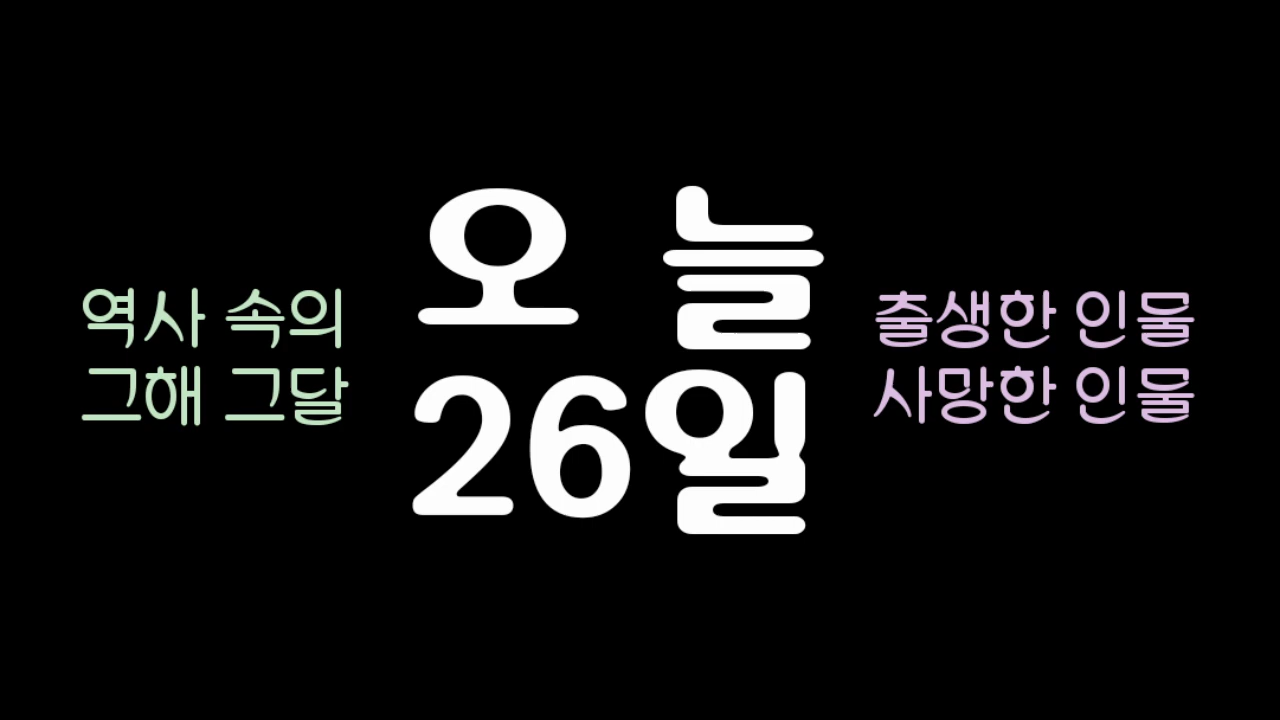 역사 속의
그해 그달
오 늘
26일
출생한 인물
사망한 인물